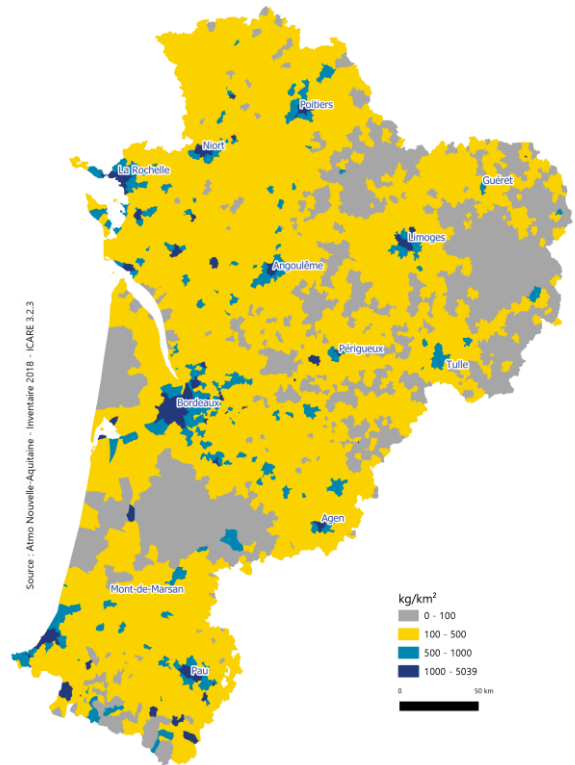 Poitiers
Niort
La Rochelle
Guéret
Limoges
Angoulême
Périgueux
Tulle
Bordeaux
Agen
Mont-de-Marsan
Pau
Source : Atmo Nouvelle-Aquitaine - Inventaire 2018 - ICARE 3.2.3
kg/km²
0 - 100
100 - 500
500 - 1000
1000 - 5039
0 50 km